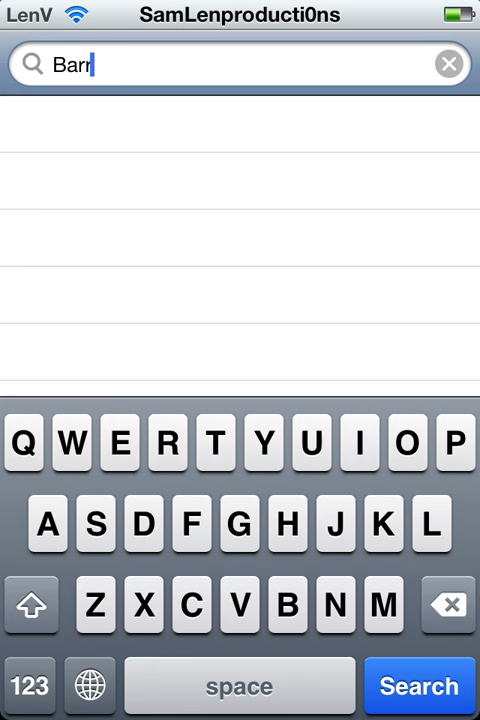 LenV SamLenproducti0ns
Barr
Q W E R T Y U I O P
A S D F G H J K L
Z X C V B N M
123 space Search